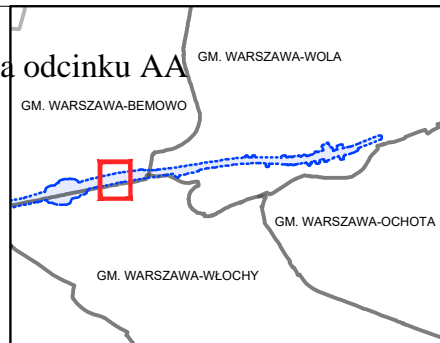 GM. WARSZAWA-WOLA
a odcinku AA
GM. WARSZAWA-BEMOWO
GM. WARSZAWA-OCHOTA
GM. WARSZAWA-WŁOCHY